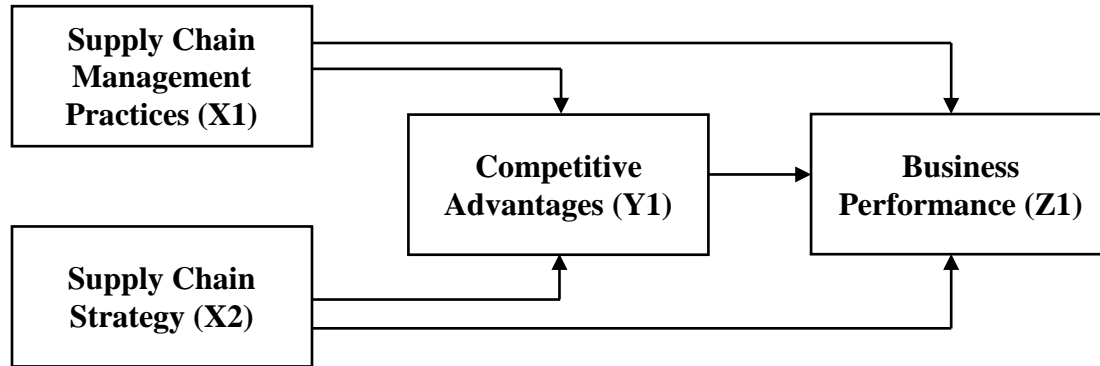 Supply Chain
Management
Practices (X1)
Competitive
Advantages (Y1)
Business
Performance (Z1)
Supply Chain
Strategy (X2)